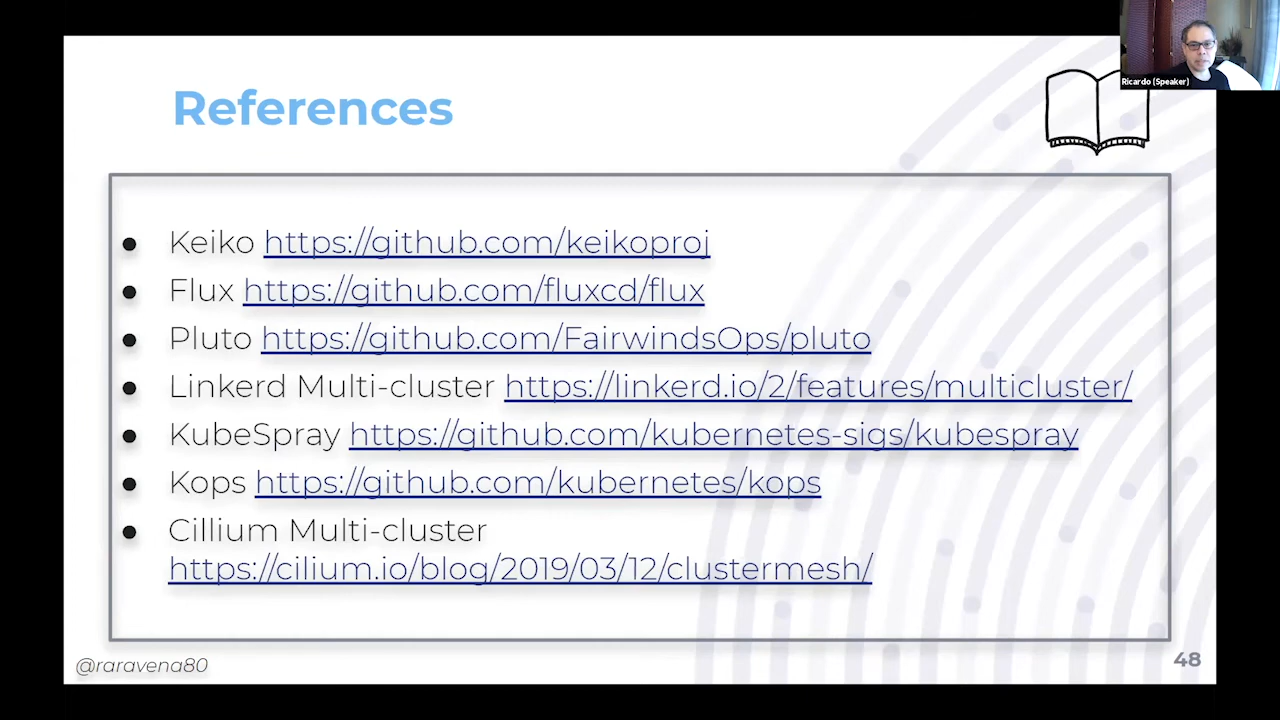 Ricardo (Speaker)
References
● Keiko https://github.com/keikoproj
● Flux https://github.com/fluxcd/flux
● Pluto https://github.com/FairwindsOps/pluto
● Linkerd Multi-cluster https://linkerd.io/2/features/multicluster/
● KubeSpray https://github.com/kubernetes-sigs/kubespray
● Kops https://github.com/kubernetes/kops
● Cillium Multi-cluster
https://cilium.io/blog/2019/03/12/clustermesh/
@raravena80
48